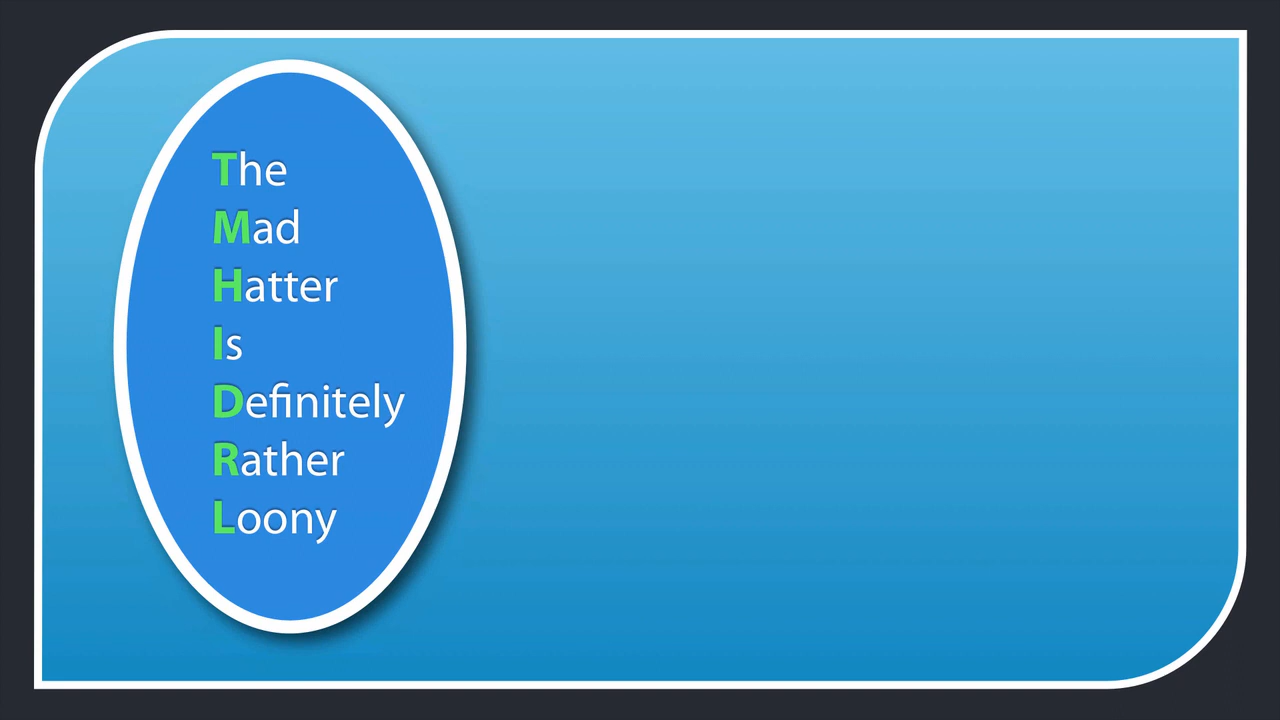 The
Mad
Hatter
Is
Definitely
Rather
Loony